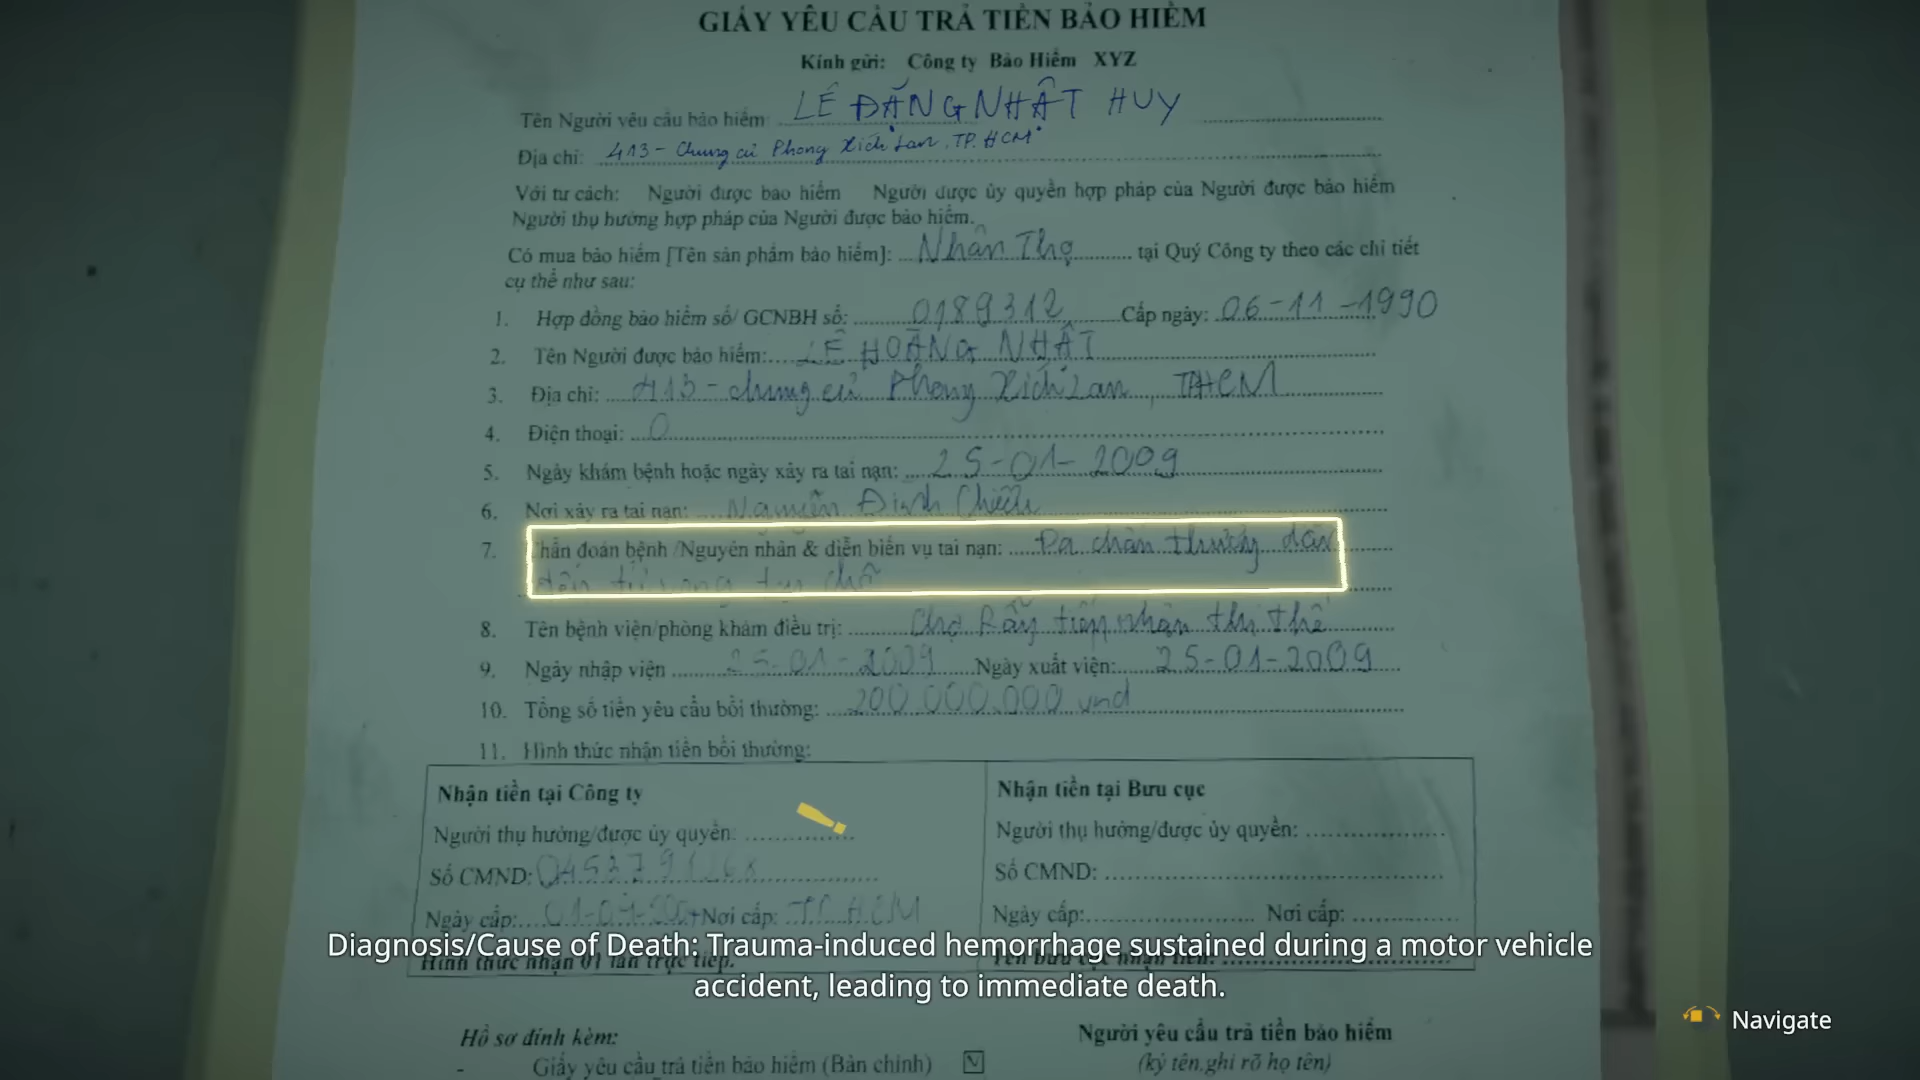 GIẤY YÊU CẦU TRẢ TIỀN BẢO HIỂM
Kính gửi: Công ty Bảo Hiểm XYZ
Tên Người yêu cầu bảo hiểm: LÊ ĐẶNG NHẬT HUY
Địa chỉ: 413 - Chung cư Phong Xích Lan, TP. HCM
Với tư cách: Người được bảo hiểm Người được ủy quyền hợp pháp của Người được bảo hiểm
Người thụ hưởng hợp pháp của Người được bảo hiểm.
Có mua bảo hiểm [Tên sản phẩm bảo hiểm]: Nhân Thọ tại Quý Công ty theo các chi tiết
cụ thể như sau:
1. Hợp đồng bảo hiểm số/ GCNBH số: 0189312 Cấp ngày: 06-11-1990
2. Tên Người được bảo hiểm: LÊ HOÀNG NHẬT
3. Địa chỉ: 413 - chung cư Phong Xích Lan, TPHCM
4. Điện thoại: 0
5. Ngày khám bệnh hoặc ngày xảy ra tai nạn: 25-01-2009
6. Nơi xảy ra tai nạn: Nguyễn Đình Chiểu
7. Chẩn đoán bệnh /Nguyên nhân & diễn biến vụ tai nạn: Đa chấn thương dẫn
đến tử vong tại chỗ
8. Tên bệnh viện/phòng khám điều trị: Chợ Rẫy tiếp nhận thi thể
9. Ngày nhập viện 25-01-2009 Ngày xuất viện: 25-01-2009
10. Tổng số tiền yêu cầu bồi thường: 200.000.000 vnd
11. Hình thức nhận tiền bồi thường:
Nhận tiền tại Công ty
Người thụ hưởng/được ủy quyền:
Số CMND:
Ngày cấp: Nơi cấp: TP. HCM
Hình thức nhận 01 lần trực tiếp.
Nhận tiền tại Bưu cục
Người thụ hưởng/được ủy quyền:
Số CMND:
Ngày cấp: Nơi cấp:
Diagnosis/Cause of Death: Trauma-induced hemorrhage sustained during a motor vehicle
accident, leading to immediate death.
Navigate
Hồ sơ đính kèm:
- Giấy yêu cầu trả tiền bảo hiểm (Bản chính)
Người yêu cầu trả tiền bảo hiểm
(ký tên,ghi rõ họ tên)